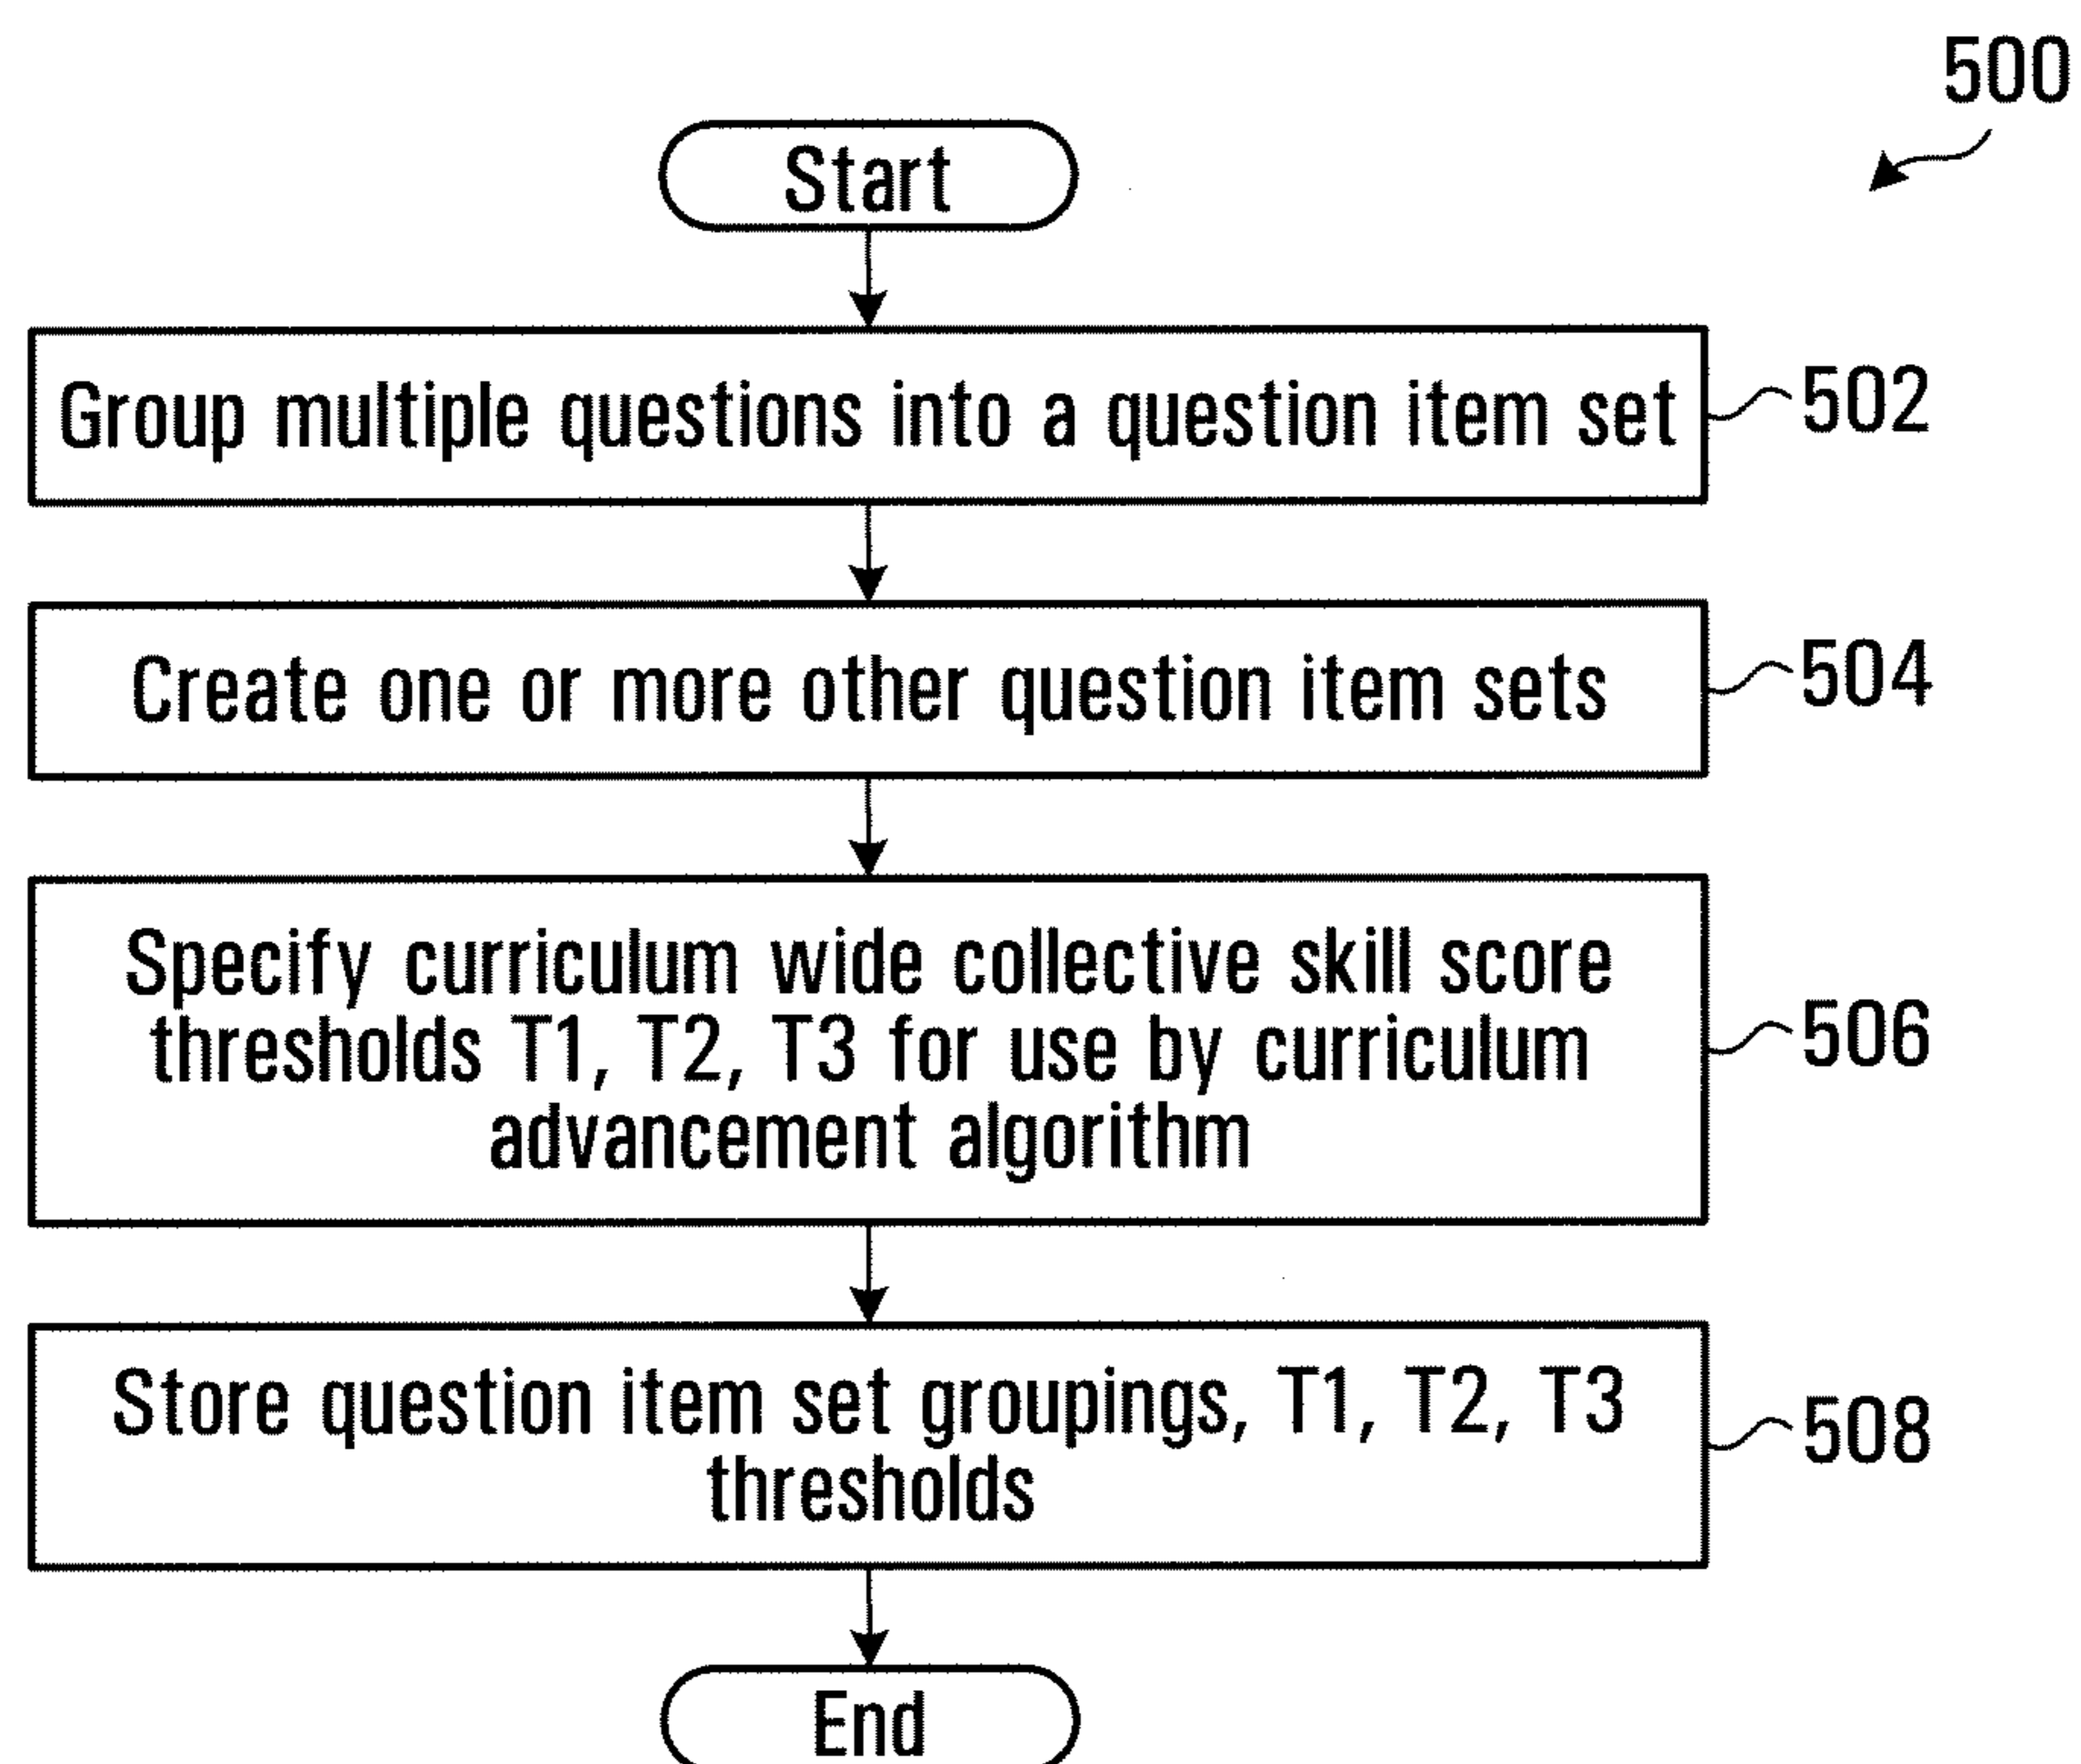 500
Start
Group multiple questions into a question item set
502
Create one or more other question item sets
504
Specify curriculum wide collective skill score
thresholds T1, T2, T3 for use by curriculum
advancement algorithm
506
Store question item set groupings, T1, T2, T3
thresholds
508
End